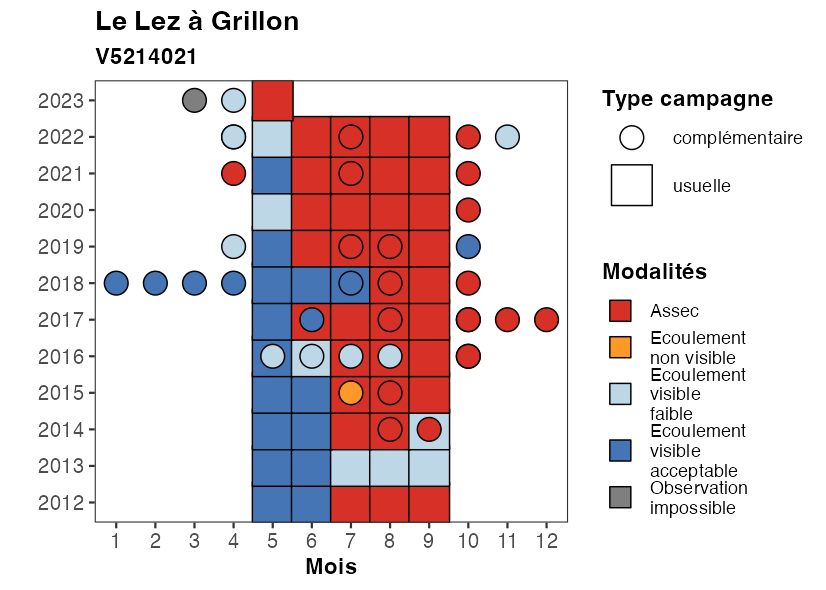 Le Lez à Grillon
V5214021
2023
2022
2021
2020
2019
2018
2017
2016
2015
2014
2013
2012
1 2 3 4 5 6 7 8 9 10 11 12
Mois
Type campagne
complémentaire
usuelle
Modalités
Assec
Ecoulement
non visible
Ecoulement
visible
faible
Ecoulement
visible
acceptable
Observation
impossible